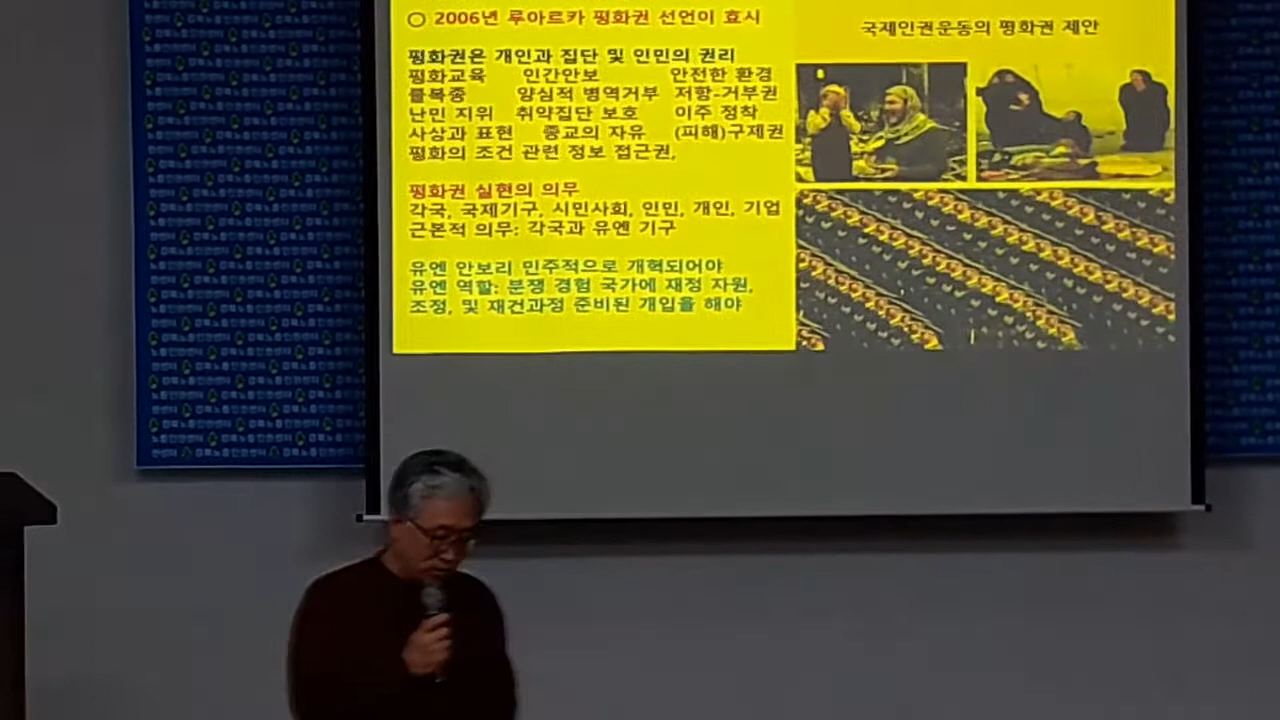 ○ 2006년 루아르카 평화권 선언이 효시
평화권은 개인과 집단 및 인민의 권리
평화교육 인간안보 안전한 환경
불복종 양심적 병역거부 저항-거부권
난민 지위 취약집단 보호 이주 정착
사상과 표현 종교의 자유 (피해)구제권
평화의 조건 관련 정보 접근권,
평화권 실현의 의무
각국, 국제기구, 시민사회, 인민, 개인, 기업
근본적 의무: 각국과 유엔 기구
유엔 안보리 민주적으로 개혁되어야
유엔 역할: 분쟁 경험 국가에 재정 자원,
조정, 및 재건과정 준비된 개입을 해야
국제인권운동의 평화권 제안